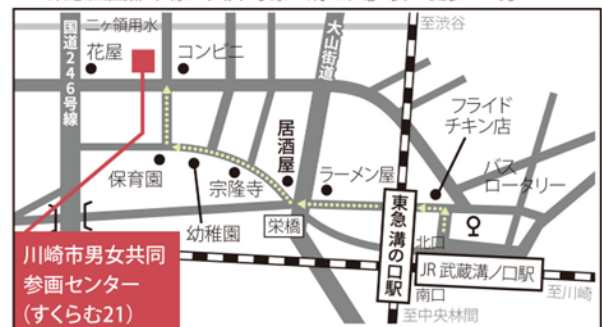 二ヶ領用水
至渋谷
花屋
コンビニ
国道246号線
大山街道
フライド
チキン店
居酒屋
バス
ロータリー
保育園
宗隆寺
ラーメン屋
幼稚園
栄橋
東急 溝の口駅
北口
JR 武蔵溝ノ口駅
南口
至川崎
至中央林間
川崎市男女共同
参画センター
(すくらむ21)